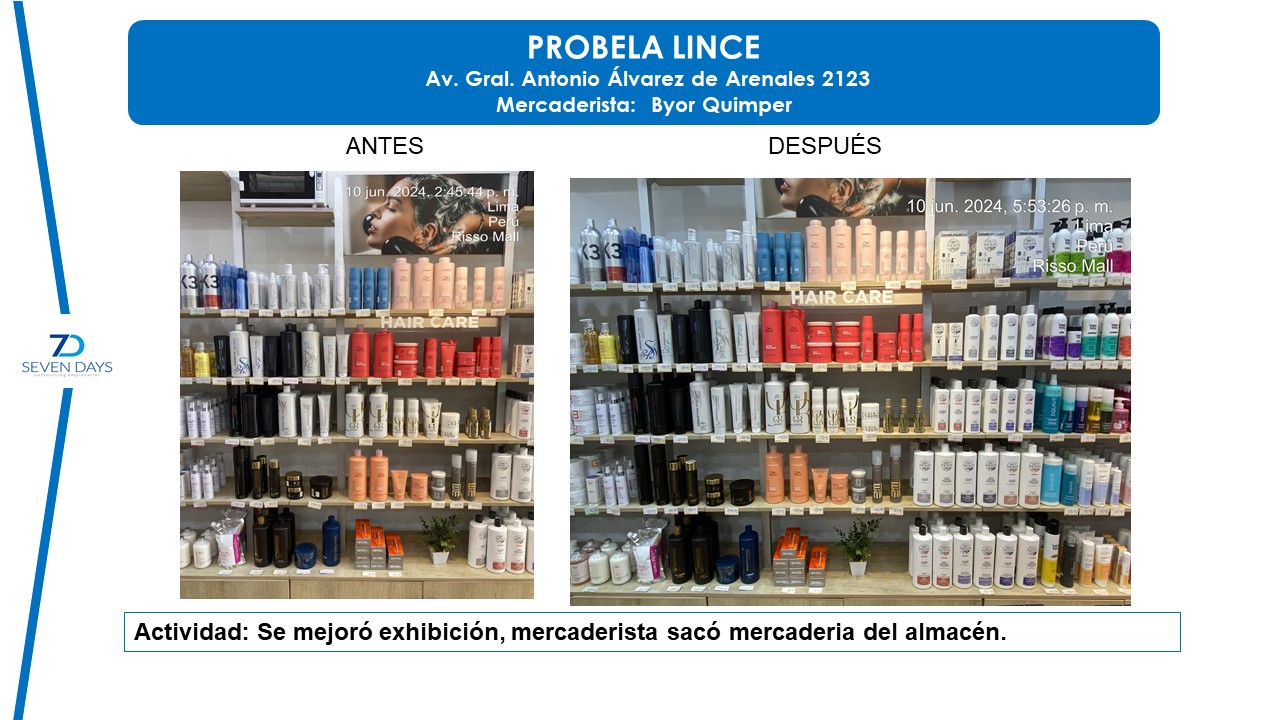 PROBELA LINCE
Av. Gral. Antonio Álvarez de Arenales 2123
Mercaderista: Byor Quimper
ANTES
DESPUÉS
10 jun. 2024, 2:45:44 p. m.
Lima
Perú
Risso Mall
HAIR CARE
10 jun. 2024, 5:53:26 p. m.
Lima
Perú
Risso Mall
HAIR CARE
7D
SEVEN DAYS
Actividad: Se mejoró exhibición, mercaderista sacó mercaderia del almacén.